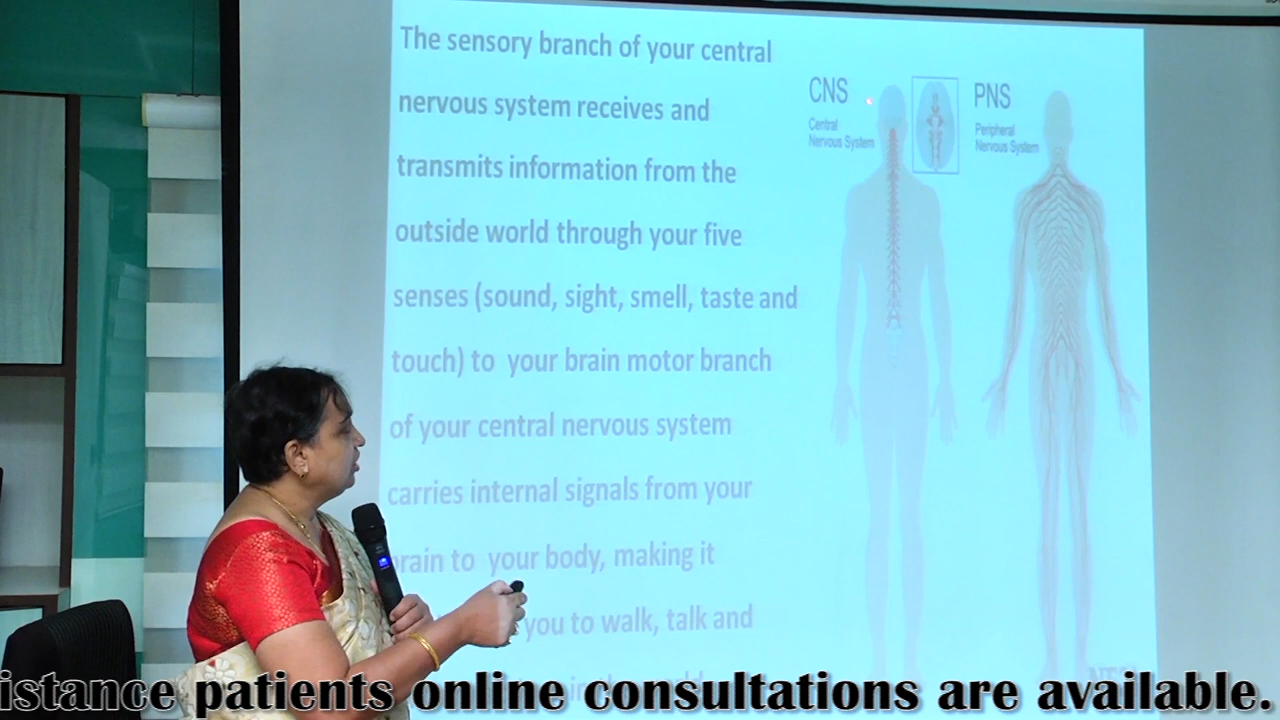 The sensory branch of your central
nervous system receives and
transmits information from the
outside world through your five
senses (sound, sight, smell, taste and
touch) to your brain motor branch
of your central nervous system
carries internal signals from your
brain to your body, making it
you to walk, talk and
CNS
Central
Nervous System
PNS
Peripheral
Nervous System
istance patients online consultations are available.